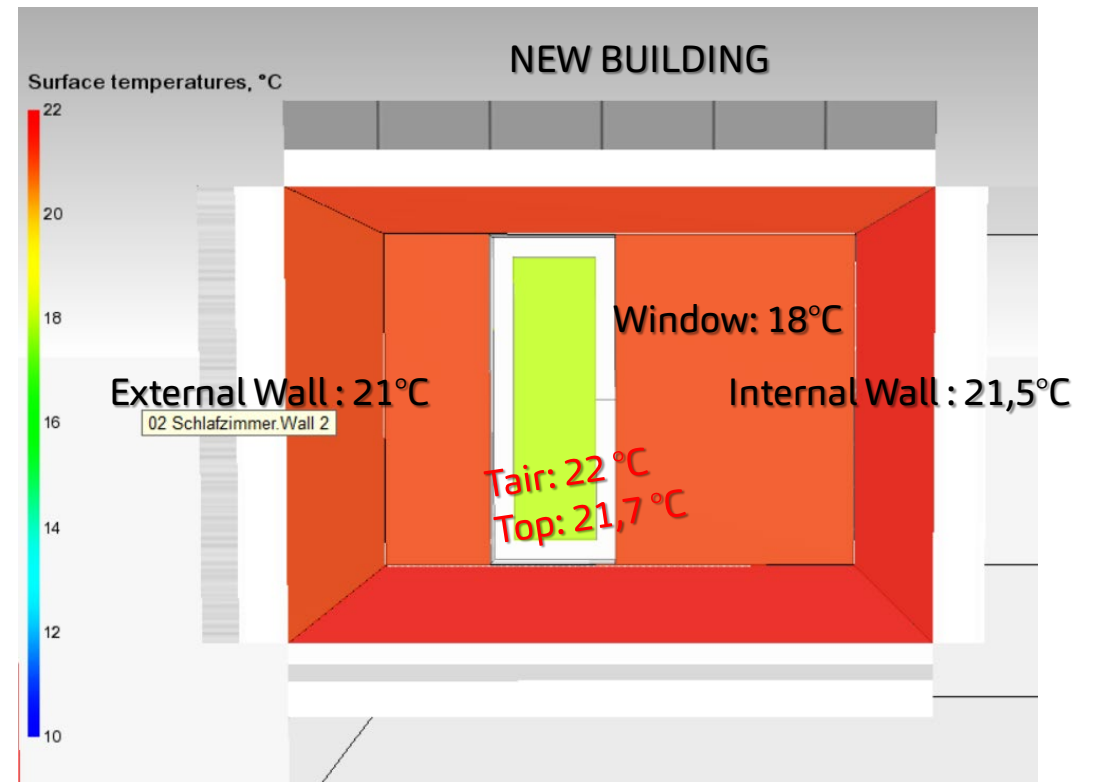 NEW BUILDING
Surface temperatures, °C
22
20
18
Window: 18°C
External Wall : 21°C
Internal Wall : 21,5°C
16
02 Schlafzimmer.Wall 2
Tair: 22 °C
Top: 21,7 °C
14
12
10